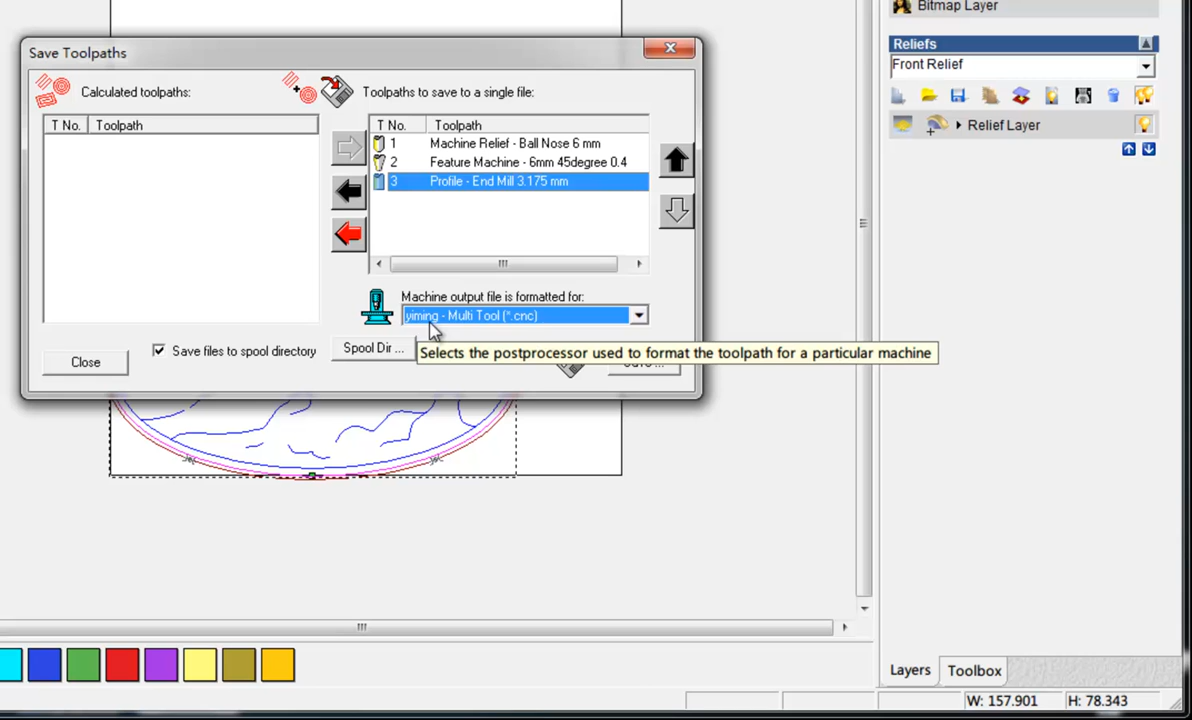 Bitmap Layer
Reliefs
Front Relief
Relief Layer
Save Toolpaths
Calculated toolpaths:
T No. Toolpath
Toolpaths to save to a single file:
T No. Toolpath
1 Machine Relief - Ball Nose 6 mm
2 Feature Machine - 6mm 45degree 0.4
3 Profile - End Mill 3.175 mm
Machine output file is formatted for:
yiming - Multi Tool (*.cnc)
Save files to spool directory
Spool Dir ...
Selects the postprocessor used to format the toolpath for a particular machine
Close
Layers
Toolbox
W: 157.901
H: 78.343